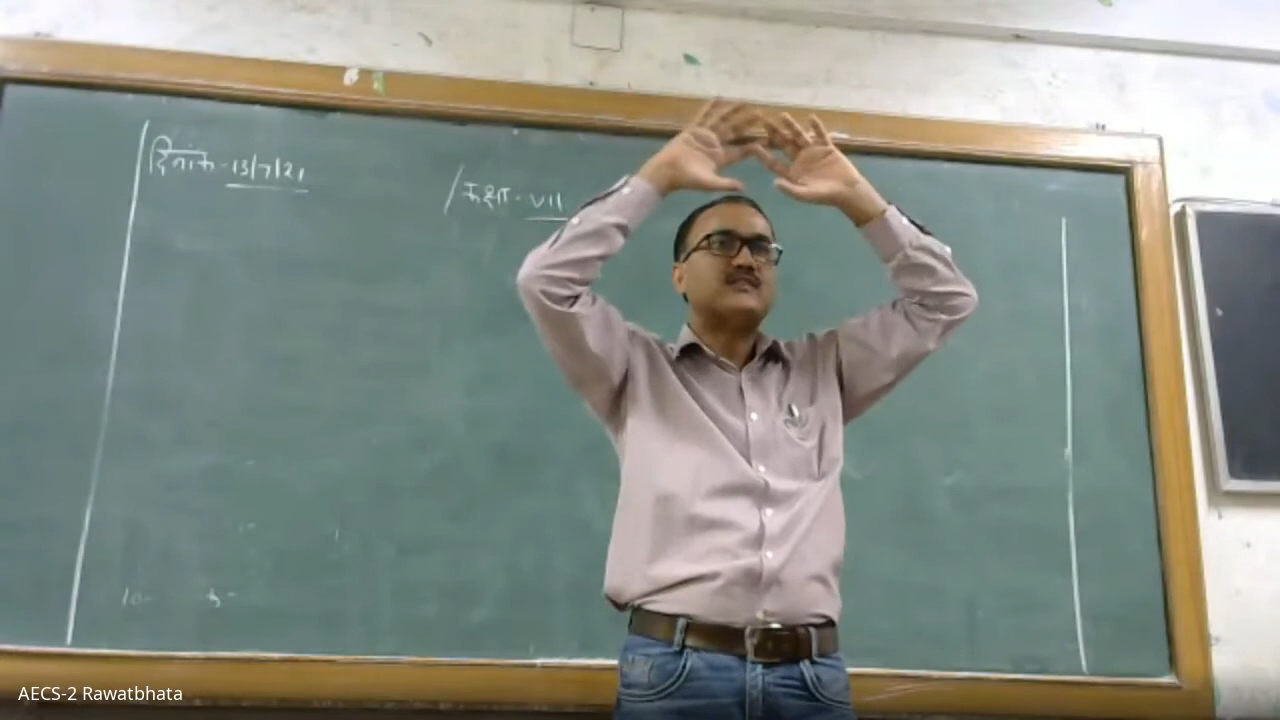 दिनांक - 13/7/21
कक्षा - VII
AECS-2 Rawatbhata